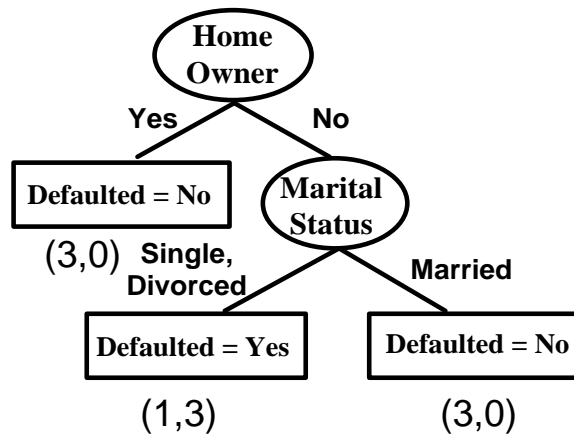 Home
Owner
Yes
No
Defaulted = No
Marital
Status
(3,0)
Single,
Divorced
Married
Defaulted = Yes
Defaulted = No
(1,3)
(3,0)